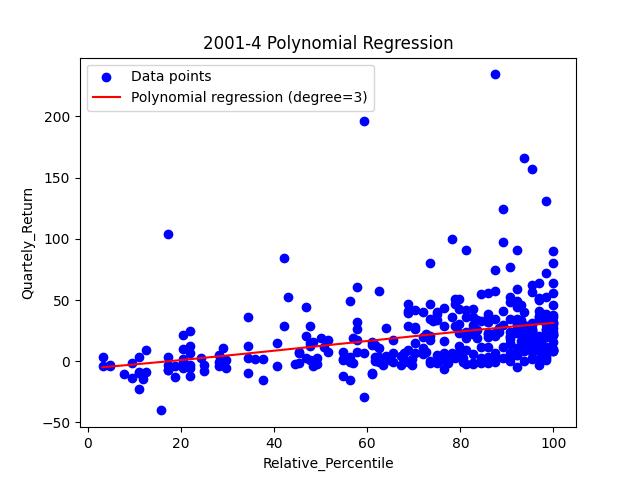 2001-4 Polynomial Regression
Data points
Polynomial regression (degree=3)
200
150
100
50
0
−50
Quartely_Return
0 20 40 60 80 100
Relative_Percentile